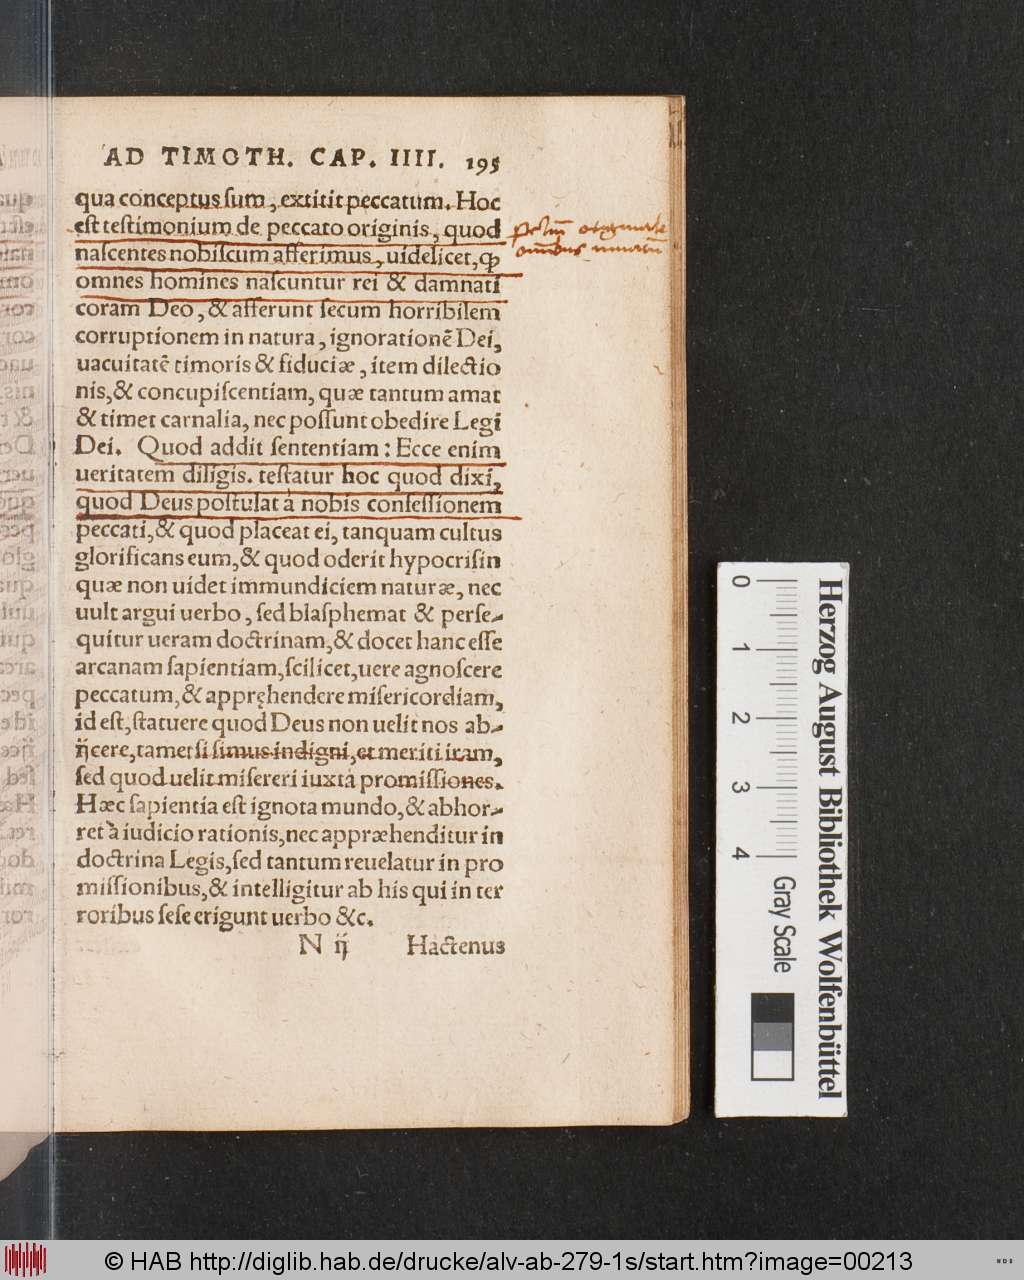 AD TIMOTH. CAP. IIII. 195
qua conceptus sum, extitit peccatum. Hoc
est testimonium de peccato originis, quod
nascentes nobiscum afferimus, uidelicet, ꝙ
omnes homines nascuntur rei & damnati
coram Deo, & afferunt secum horribilem
corruptionem in natura, ignorationẽ Dei,
uacuitatẽ timoris & fiduciæ, item dilectio
nis, & concupiscentiam, quæ tantum amat
& timet carnalia, nec possunt obedire Legi
Dei. Quod addit sententiam: Ecce enim
ueritatem diligis. testatur hoc quod dixi,
quod Deus postulat à nobis confessionem
peccati, & quod placeat ei, tanquam cultus
glorificans eum, & quod oderit hypocrisin
quæ non uidet immundiciem naturæ, nec
uult argui uerbo, sed blasphemat & perse-
quitur ueram doctrinam, & docet hanc esse
arcanam sapientiam, scilicet, uere agnoscere
peccatum, & appręhendere misericordiam,
id est, statuere quod Deus non uelit nos ab-
ijcere, tametsi simus indigni, et meriti iram,
sed quod uelit misereri iuxtà promissiones.
Hæc sapientia est ignota mundo, & abhor-
ret à iudicio rationis, nec appræhenditur in
doctrina Legis, sed tantum reuelatur in pro
missionibus, & intelligitur ab his qui in ter
roribus sese erigunt uerbo &c.
N ij Hactenus
0 1 2 3 4 Gray Scale
Herzog August Bibliothek Wolfenbüttel
© HAB http://diglib.hab.de/drucke/alv-ab-279-1s/start.htm?image=00213